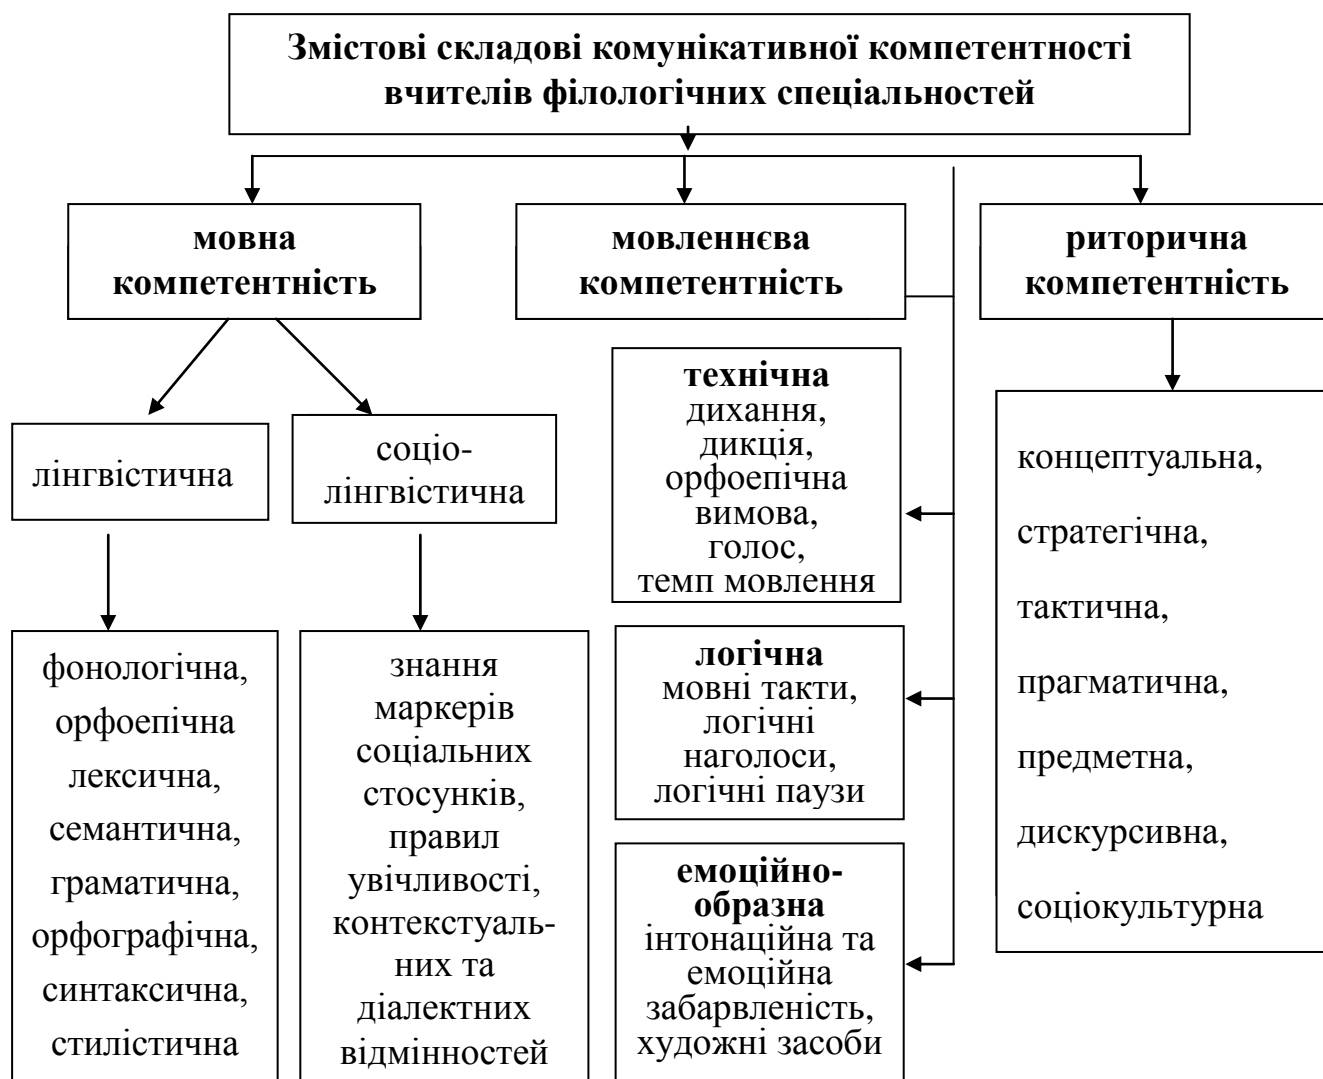 Змістові складові комунікативної компетентності
вчителів філологічних спеціальностей
мовна
компетентність
мовленнєва
компетентність
риторична
компетентність
лінгвістична
соціо-
лінгвістична
фонологічна,
орфоепічна
лексична,
семантична,
граматична,
орфографічна,
синтаксична,
стилістична
знання
маркерів
соціальних
стосунків,
правил
увічливості,
контекстуаль-
них та
діалектних
відмінностей
технічна
дихання,
дикція,
орфоепічна
вимова,
голос,
темп мовлення
логічна
мовні такти,
логічні
наголоси,
логічні паузи
емоційно-
образна
інтонаційна та
емоційна
забарвленість,
художні засоби
концептуальна,
стратегічна,
тактична,
прагматична,
предметна,
дискурсивна,
соціокультурна